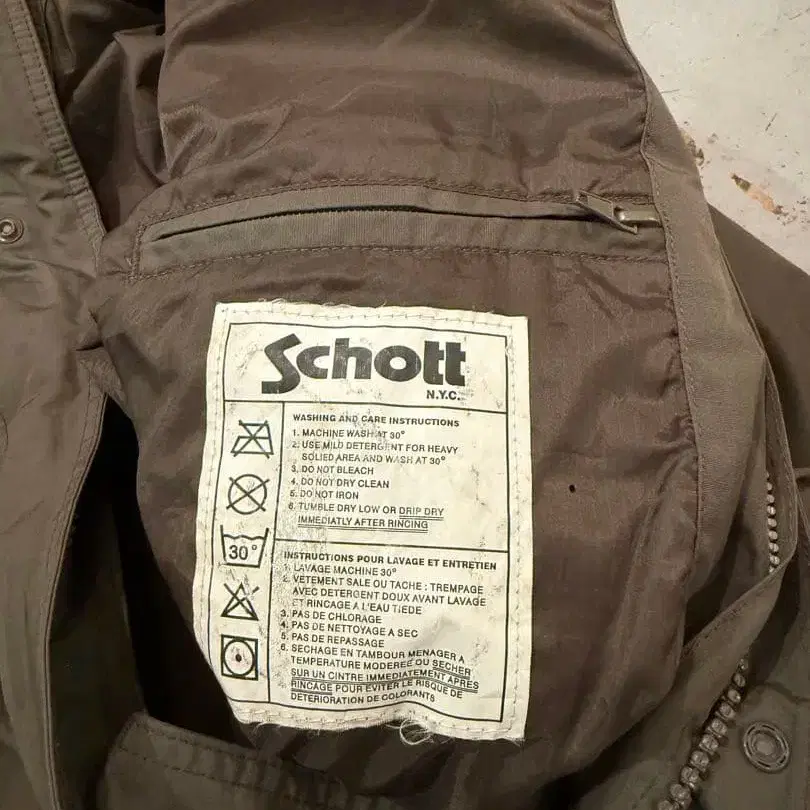 Schott
N.Y.C.
WASHING AND CARE INSTRUCTIONS
1. MACHINE WASH AT 30°
2. USE MILD DETERGENT FOR HEAVY
SOLIED AREA AND WASH AT 30°
3. DO NOT BLEACH
4. DO NOT DRY CLEAN
5. DO NOT IRON
6. TUMBLE DRY LOW OR DRIP DRY
IMMEDIATLY AFTER RINCING
30°
INSTRUCTIONS POUR LAVAGE ET ENTRETIEN
1. LAVAGE MACHINE 30°
2. VETEMENT SALE OU TACHE : TREMPAGE
AVEC DETERGENT DOUX AVANT LAVAGE
ET RINCAGE A L'EAU TIEDE
3. PAS DE CHLORAGE
4. PAS DE NETTOYAGE A SEC
5. PAS DE REPASSAGE
6. SECHAGE EN TAMBOUR MENAGER A
TEMPERATURE MODEREE OU SECHER
SUR UN CINTRE IMMEDIATEMENT APRES
RINCAGE POUR EVITER LE RISQUE DE
DETERIORATION DE COLORANTS